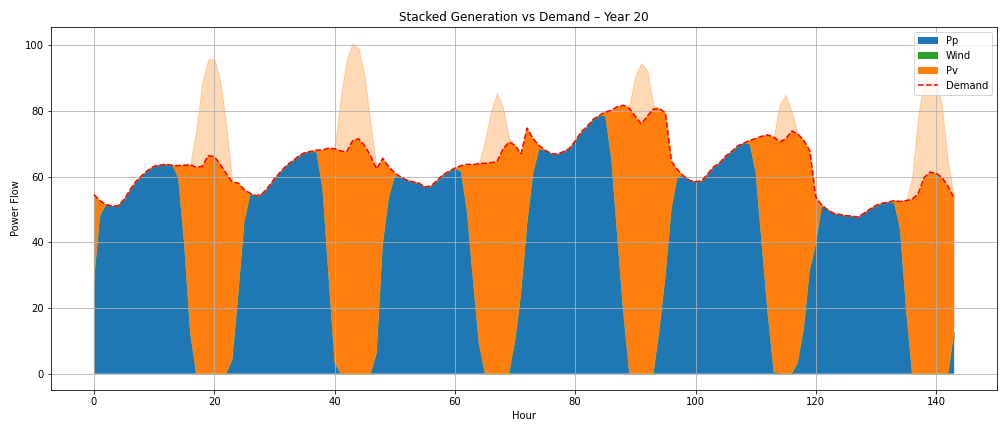 Stacked Generation vs Demand – Year 20
Power Flow
100
80
60
40
20
0
0 20 40 60 80 100 120 140
Hour
Pp
Wind
Pv
Demand